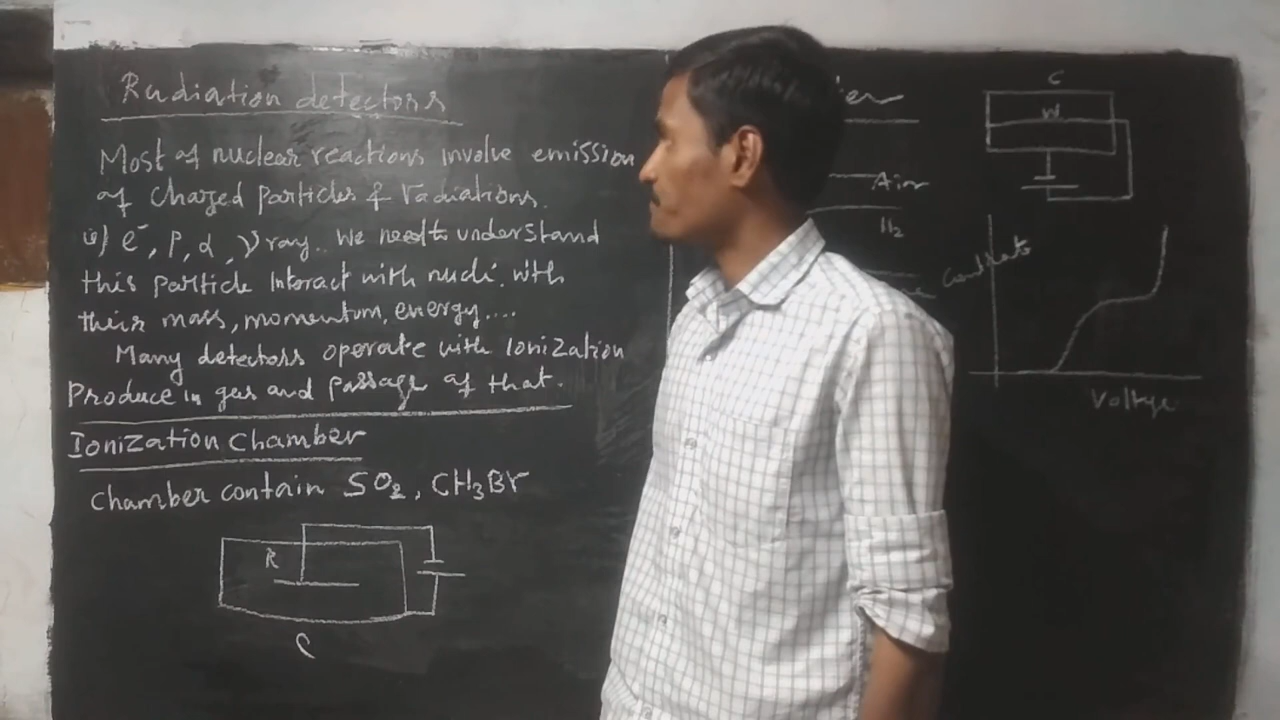 Radiation detectors
Most of nuclear reactions involve emission
of charged particles & radiations.
ie) e⁻, P, α, γ ray.. We need to understand
this particle Interact with nuclei. with
their mass, momentum, energy....
Many detectors operate with Ionization
Produce in gas and passage of that.
Ionization Chamber
Chamber contain SO₂, CH₃Br
R
C
Air
H₂
C
W
Voltage